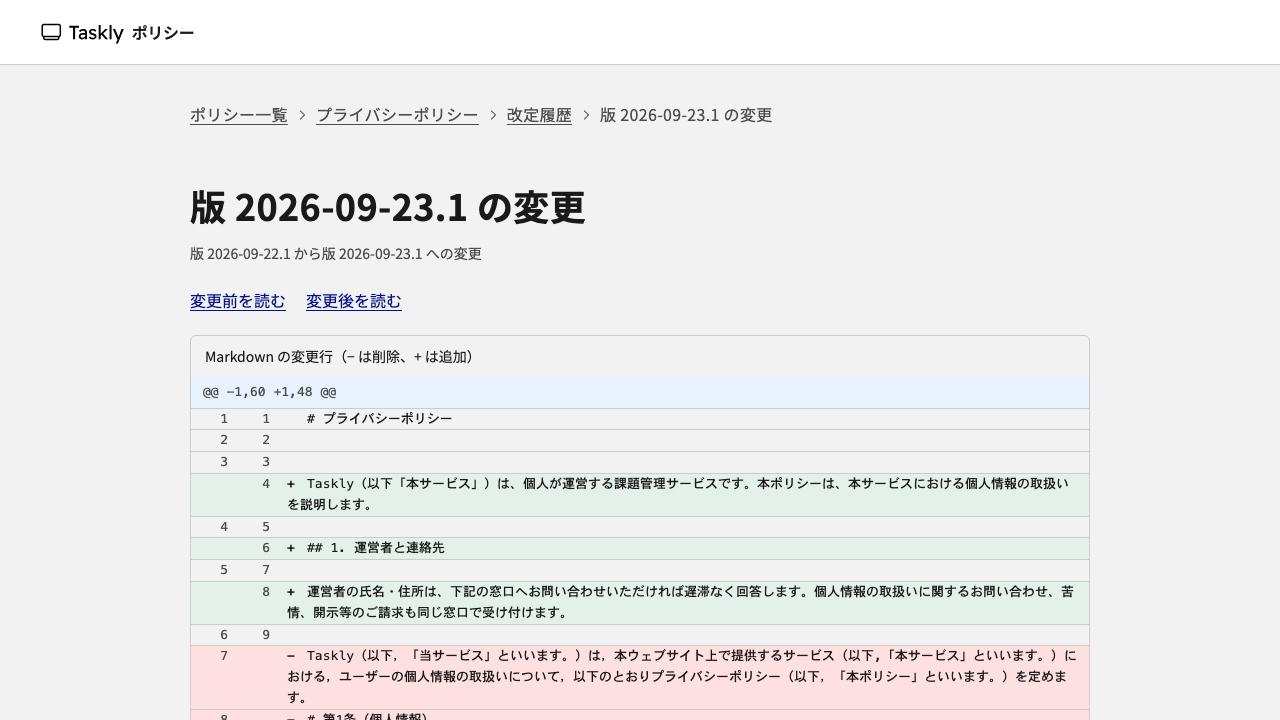 Taskly ポリシー
ポリシー一覧 > プライバシーポリシー > 改定履歴 > 版 2026-09-23.1 の変更
版 2026-09-23.1 の変更
版 2026-09-22.1 から版 2026-09-23.1 への変更
変更前を読む 変更後を読む
Markdown の変更行（− は削除、+ は追加）
@@ −1,60 +1,48 @@
1 1 # プライバシーポリシー
2 2
3 3
4 + Taskly（以下「本サービス」）は、個人が運営する課題管理サービスです。本ポリシーは、本サービスにおける個人情報の取扱い
を説明します。
4 5
6 + ## 1. 運営者と連絡先
5 7
8 + 運営者の氏名・住所は、下記の窓口へお問い合わせいただければ遅滞なく回答します。個人情報の取扱いに関するお問い合わせ、苦
情、開示等のご請求も同じ窓口で受け付けます。
6 9
7 − Taskly（以下，「当サービス」といいます。）は，本ウェブサイト上で提供するサービス（以下,「本サービス」といいます。）に
おける，ユーザーの個人情報の取扱いについて，以下のとおりプライバシーポリシー（以下，「本ポリシー」といいます。）を定めま
す。
8 − # 第1条（個人情報）